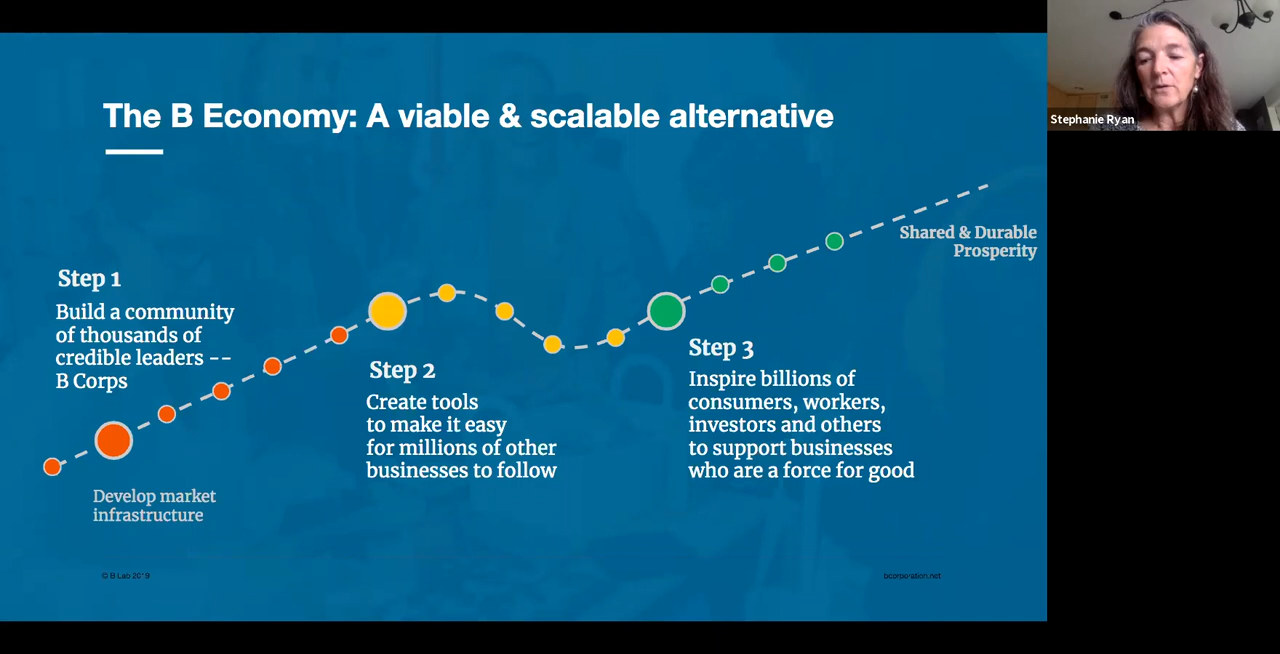 The B Economy: A viable & scalable alternative
Stephanie Ryan
Shared & Durable
Prosperity
Step 1
Build a community
of thousands of
credible leaders --
B Corps
Step 2
Create tools
to make it easy
for millions of other
businesses to follow
Step 3
Inspire billions of
consumers, workers,
investors and others
to support businesses
who are a force for good
Develop market
infrastructure
© B Lab 2019
bcorporation.net